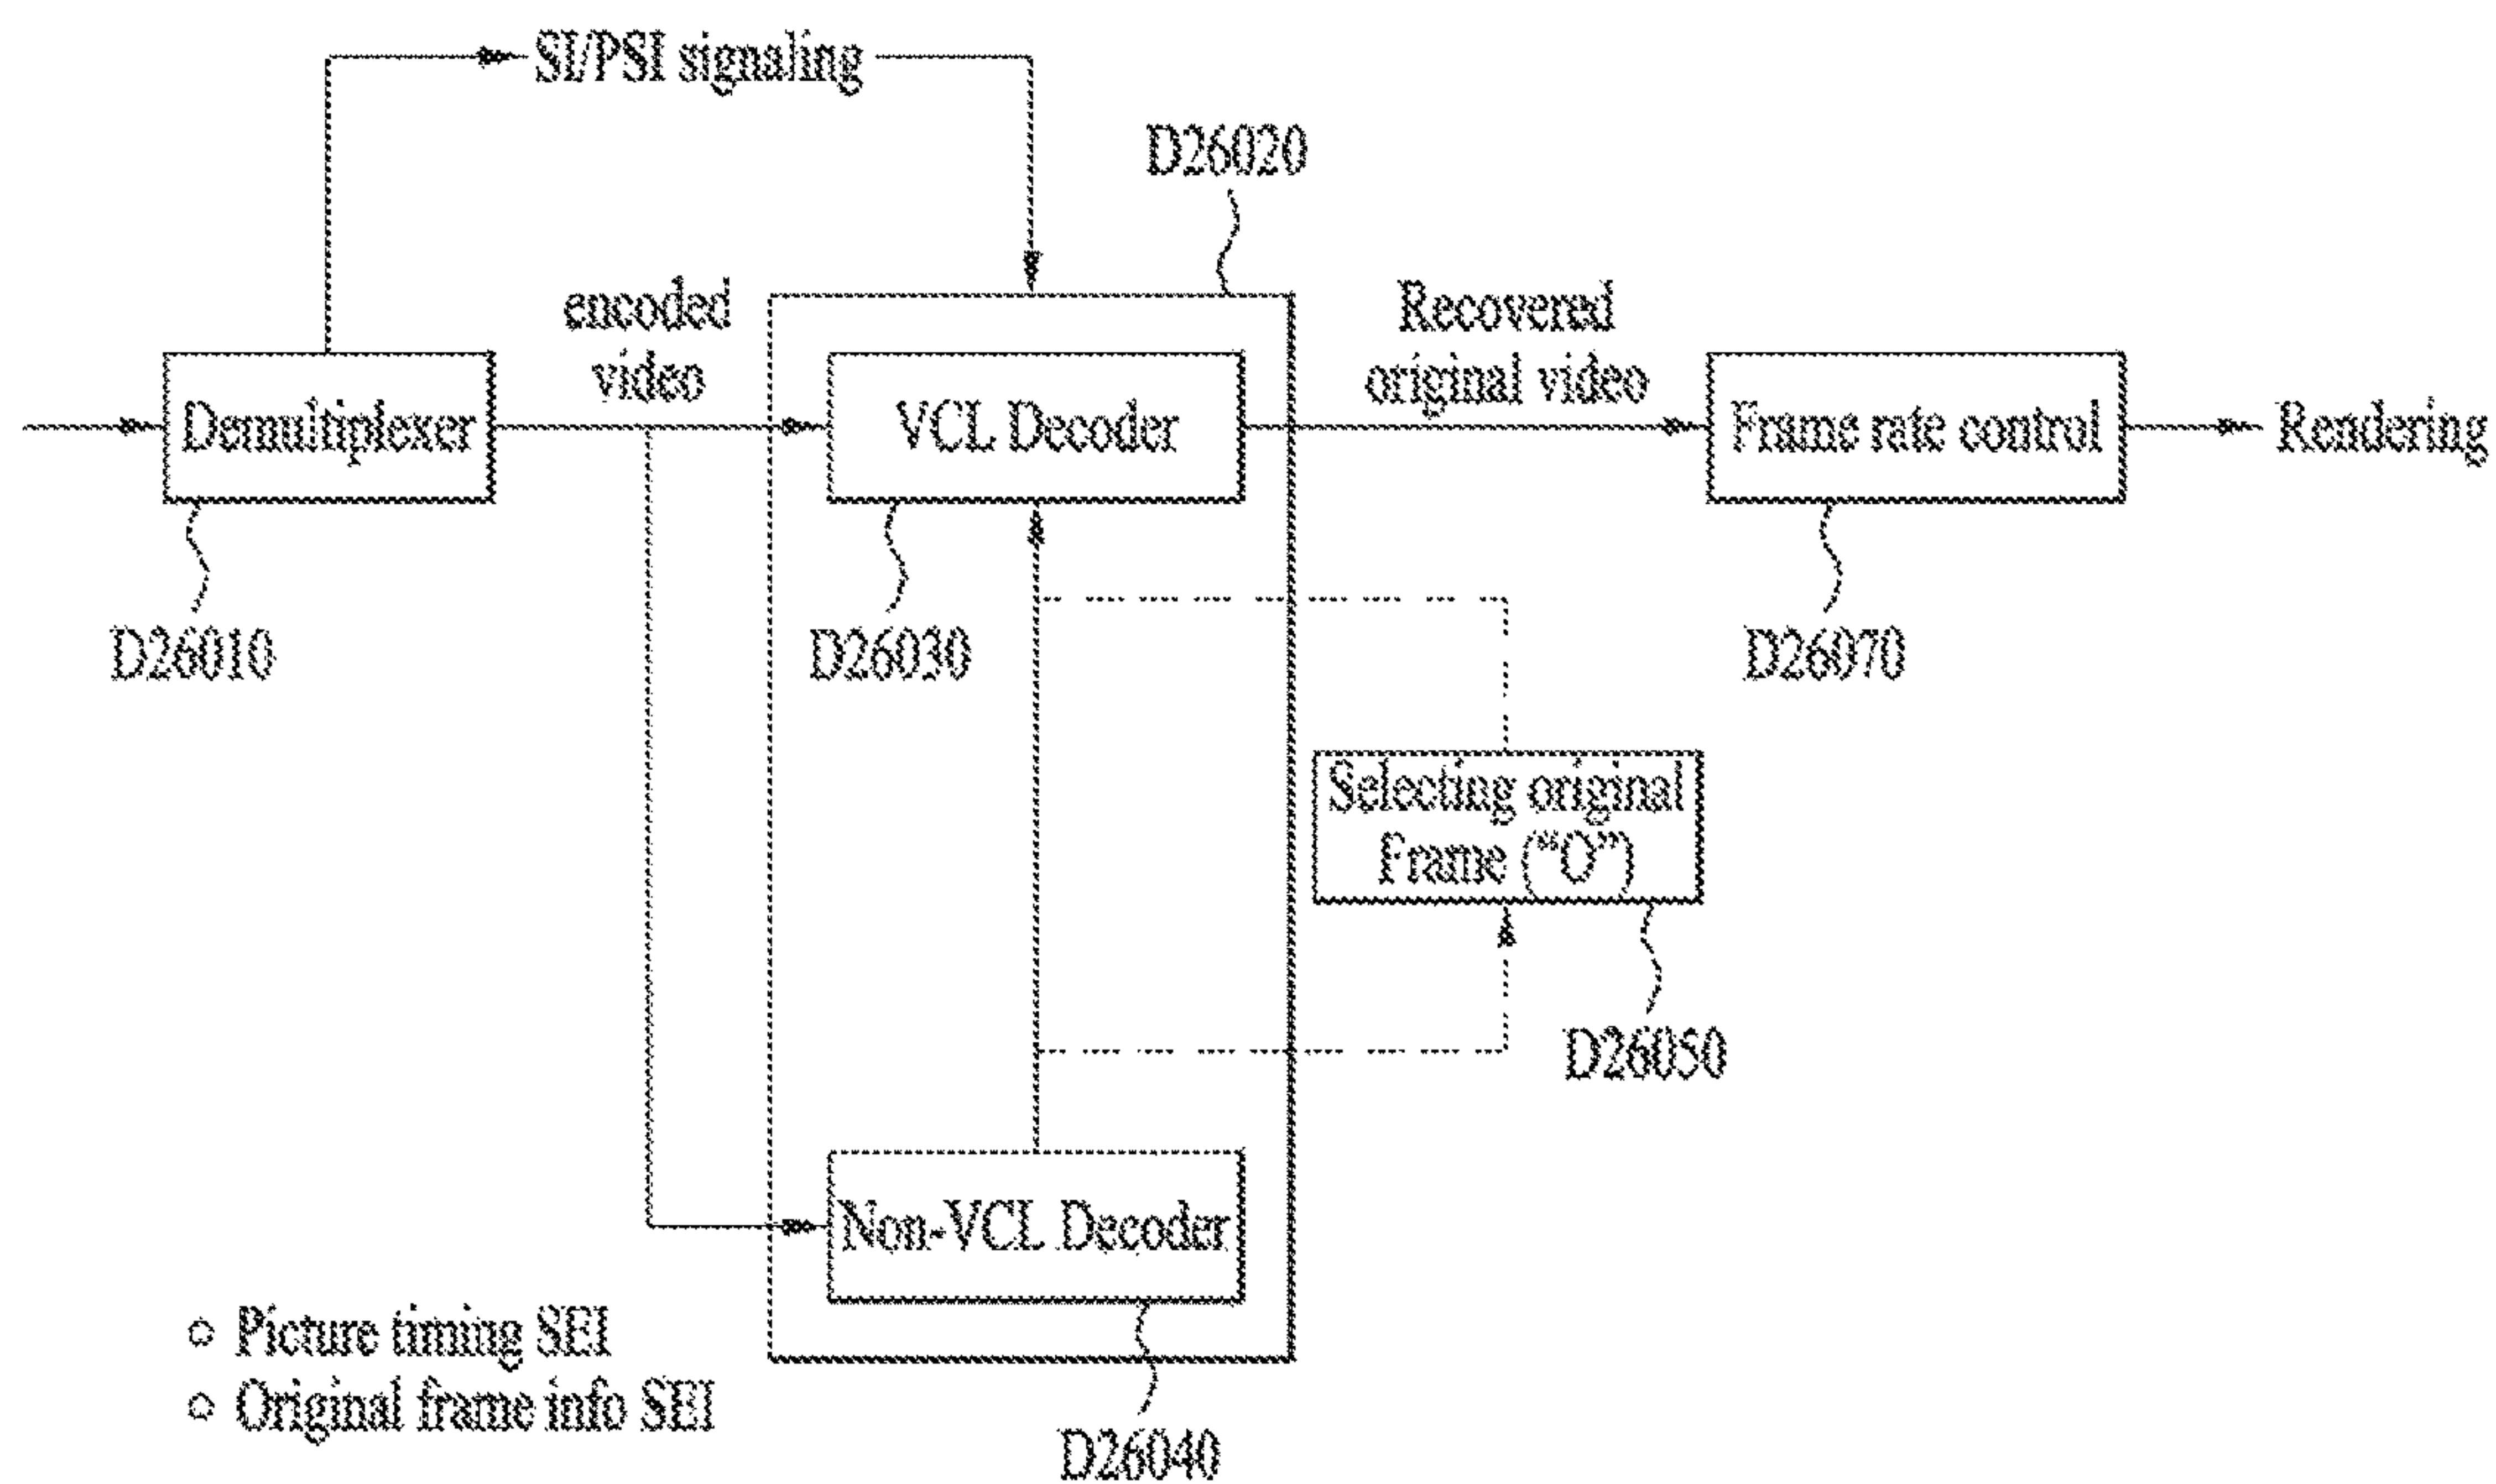 SI/PSI signaling
D26020
encoded
video
Recovered
original video
Demultiplexer
VCL Decoder
Frame rate control
Rendering
D26010
D26030
D26070
Selecting original
Frame (“O”)
D26050
Non-VCL Decoder
○ Picture timing SEI
○ Original frame info SEI
D26040